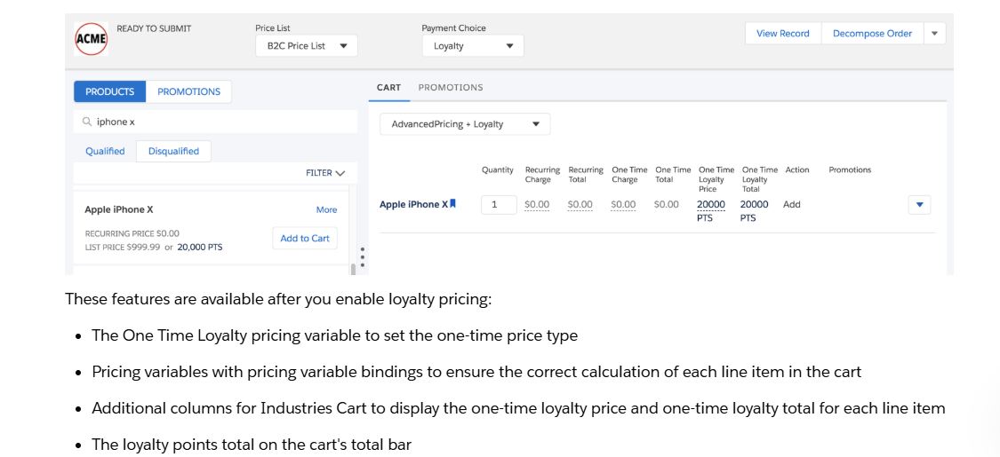 ACME
READY TO SUBMIT
Price List
B2C Price List
Payment Choice
Loyalty
View Record
Decompose Order
PRODUCTS
PROMOTIONS
iphone x
Qualified
Disqualified
FILTER
Apple iPhone X
More
RECURRING PRICE $0.00
LIST PRICE $999.99 or 20,000 PTS
Add to Cart
CART
PROMOTIONS
AdvancedPricing + Loyalty
Quantity
Recurring
Charge
Recurring
Total
One Time
Charge
One Time
Total
One Time
Loyalty
Price
One Time
Loyalty
Total
Action
Promotions
Apple iPhone X
1
$0.00
$0.00
$0.00
$0.00
20000
PTS
20000
PTS
Add
These features are available after you enable loyalty pricing:
• The One Time Loyalty pricing variable to set the one-time price type
• Pricing variables with pricing variable bindings to ensure the correct calculation of each line item in the cart
• Additional columns for Industries Cart to display the one-time loyalty price and one-time loyalty total for each line item
• The loyalty points total on the cart's total bar